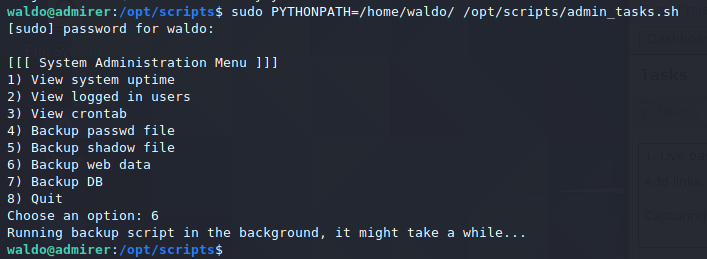 waldo@admirer:/opt/scripts$ sudo PYTHONPATH=/home/waldo/ /opt/scripts/admin_tasks.sh
[sudo] password for waldo:
[[[ System Administration Menu ]]]
1) View system uptime
2) View logged in users
3) View crontab
4) Backup passwd file
5) Backup shadow file
6) Backup web data
7) Backup DB
8) Quit
Choose an option: 6
Running backup script in the background, it might take a while...
waldo@admirer:/opt/scripts$
Tasks